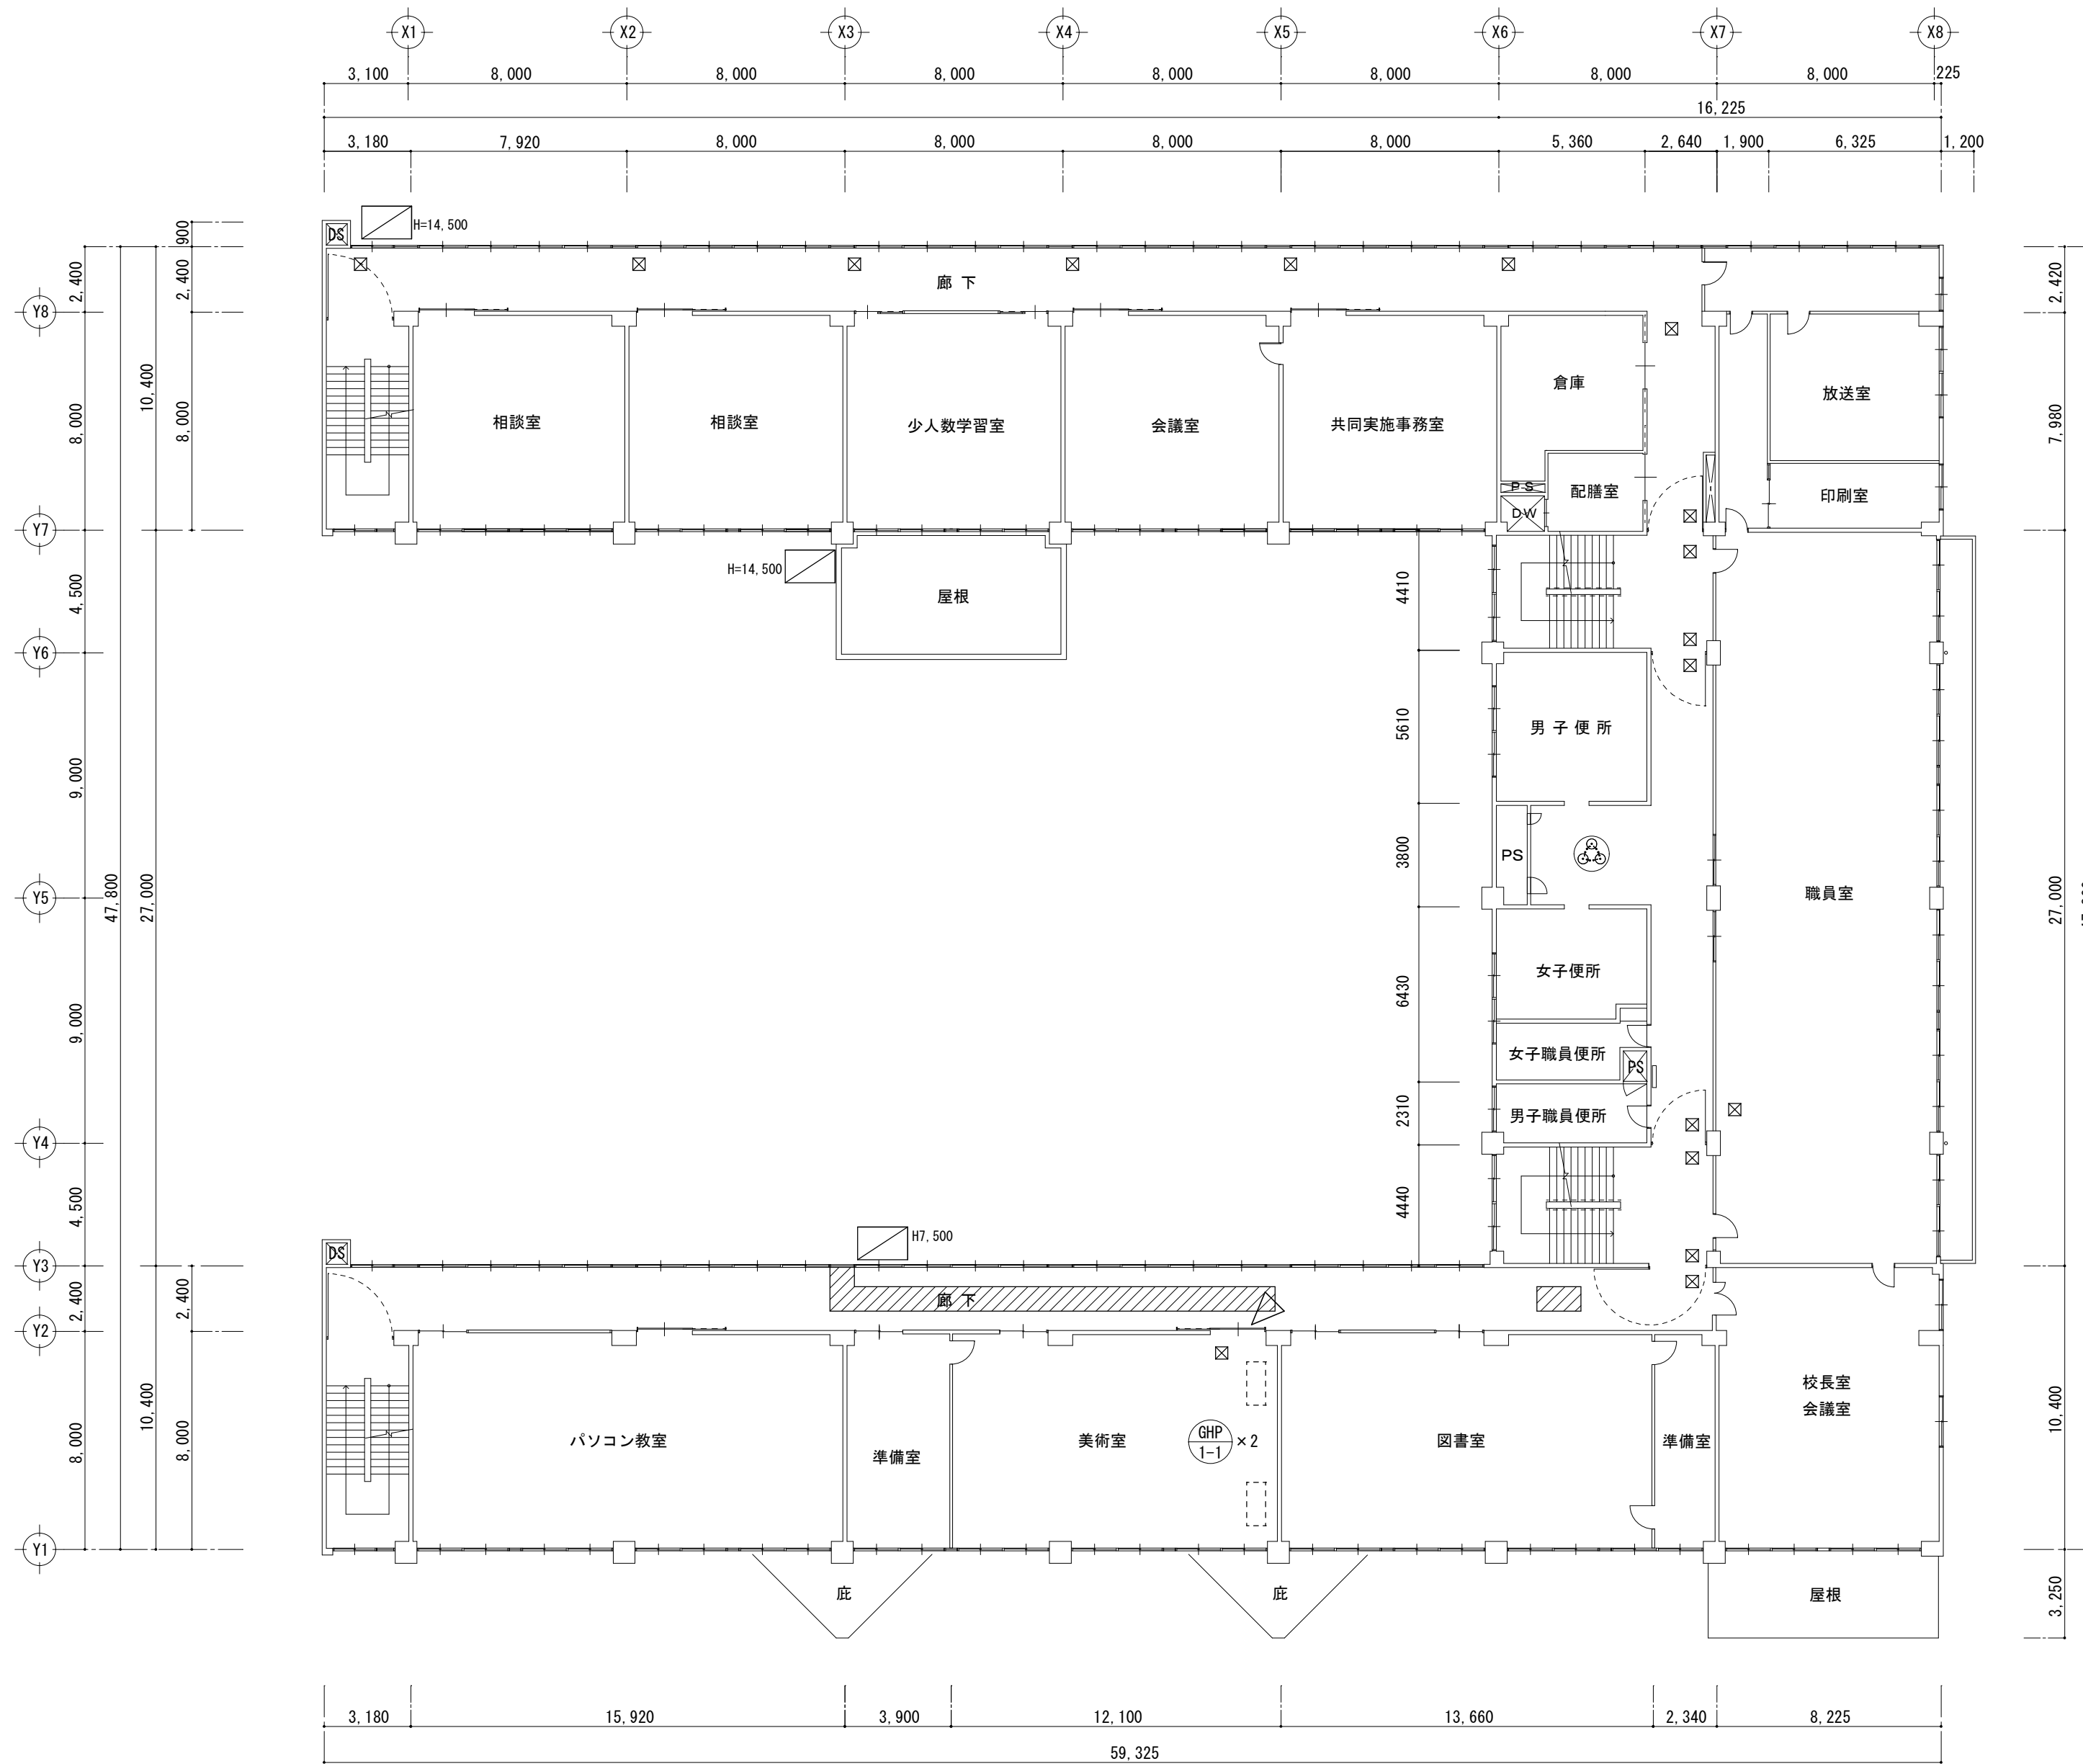 X1 X2 X3 X4 X5 X6 X7 X8
3,100 8,000 8,000 8,000 8,000 8,000 8,000 8,000 225
16,225
3,180 7,920 8,000 8,000 8,000 8,000 5,360 2,640 1,900 6,325 1,200
DS H=14,500
900
2,400 2,400 2,420
廊 下
Y8
10,400
8,000 8,000 7,980
相談室 相談室 少人数学習室 会議室 共同実施事務室 倉庫 放送室
PS
DW
配膳室 印刷室
Y7
H=14,500
屋根
4,500
4410
Y6
9,000
5610
男 子 便 所
3800
PS
Y5
47,800
27,000
職員室
27,000
9,000
6430
女子便所
女子職員便所
PS
2310
男子職員便所
Y4
4,500
4440
H7,500
DS
Y3
2,400 2,400
廊 下
Y2
10,400
8,000 8,000
10,400
パソコン教室 準備室 美術室
GHP
1-1
×2
図書室 準備室
校長室
会議室
Y1
庇 庇 屋根
3,250
3,180 15,920 3,900 12,100 13,660 2,340 8,225
59,325